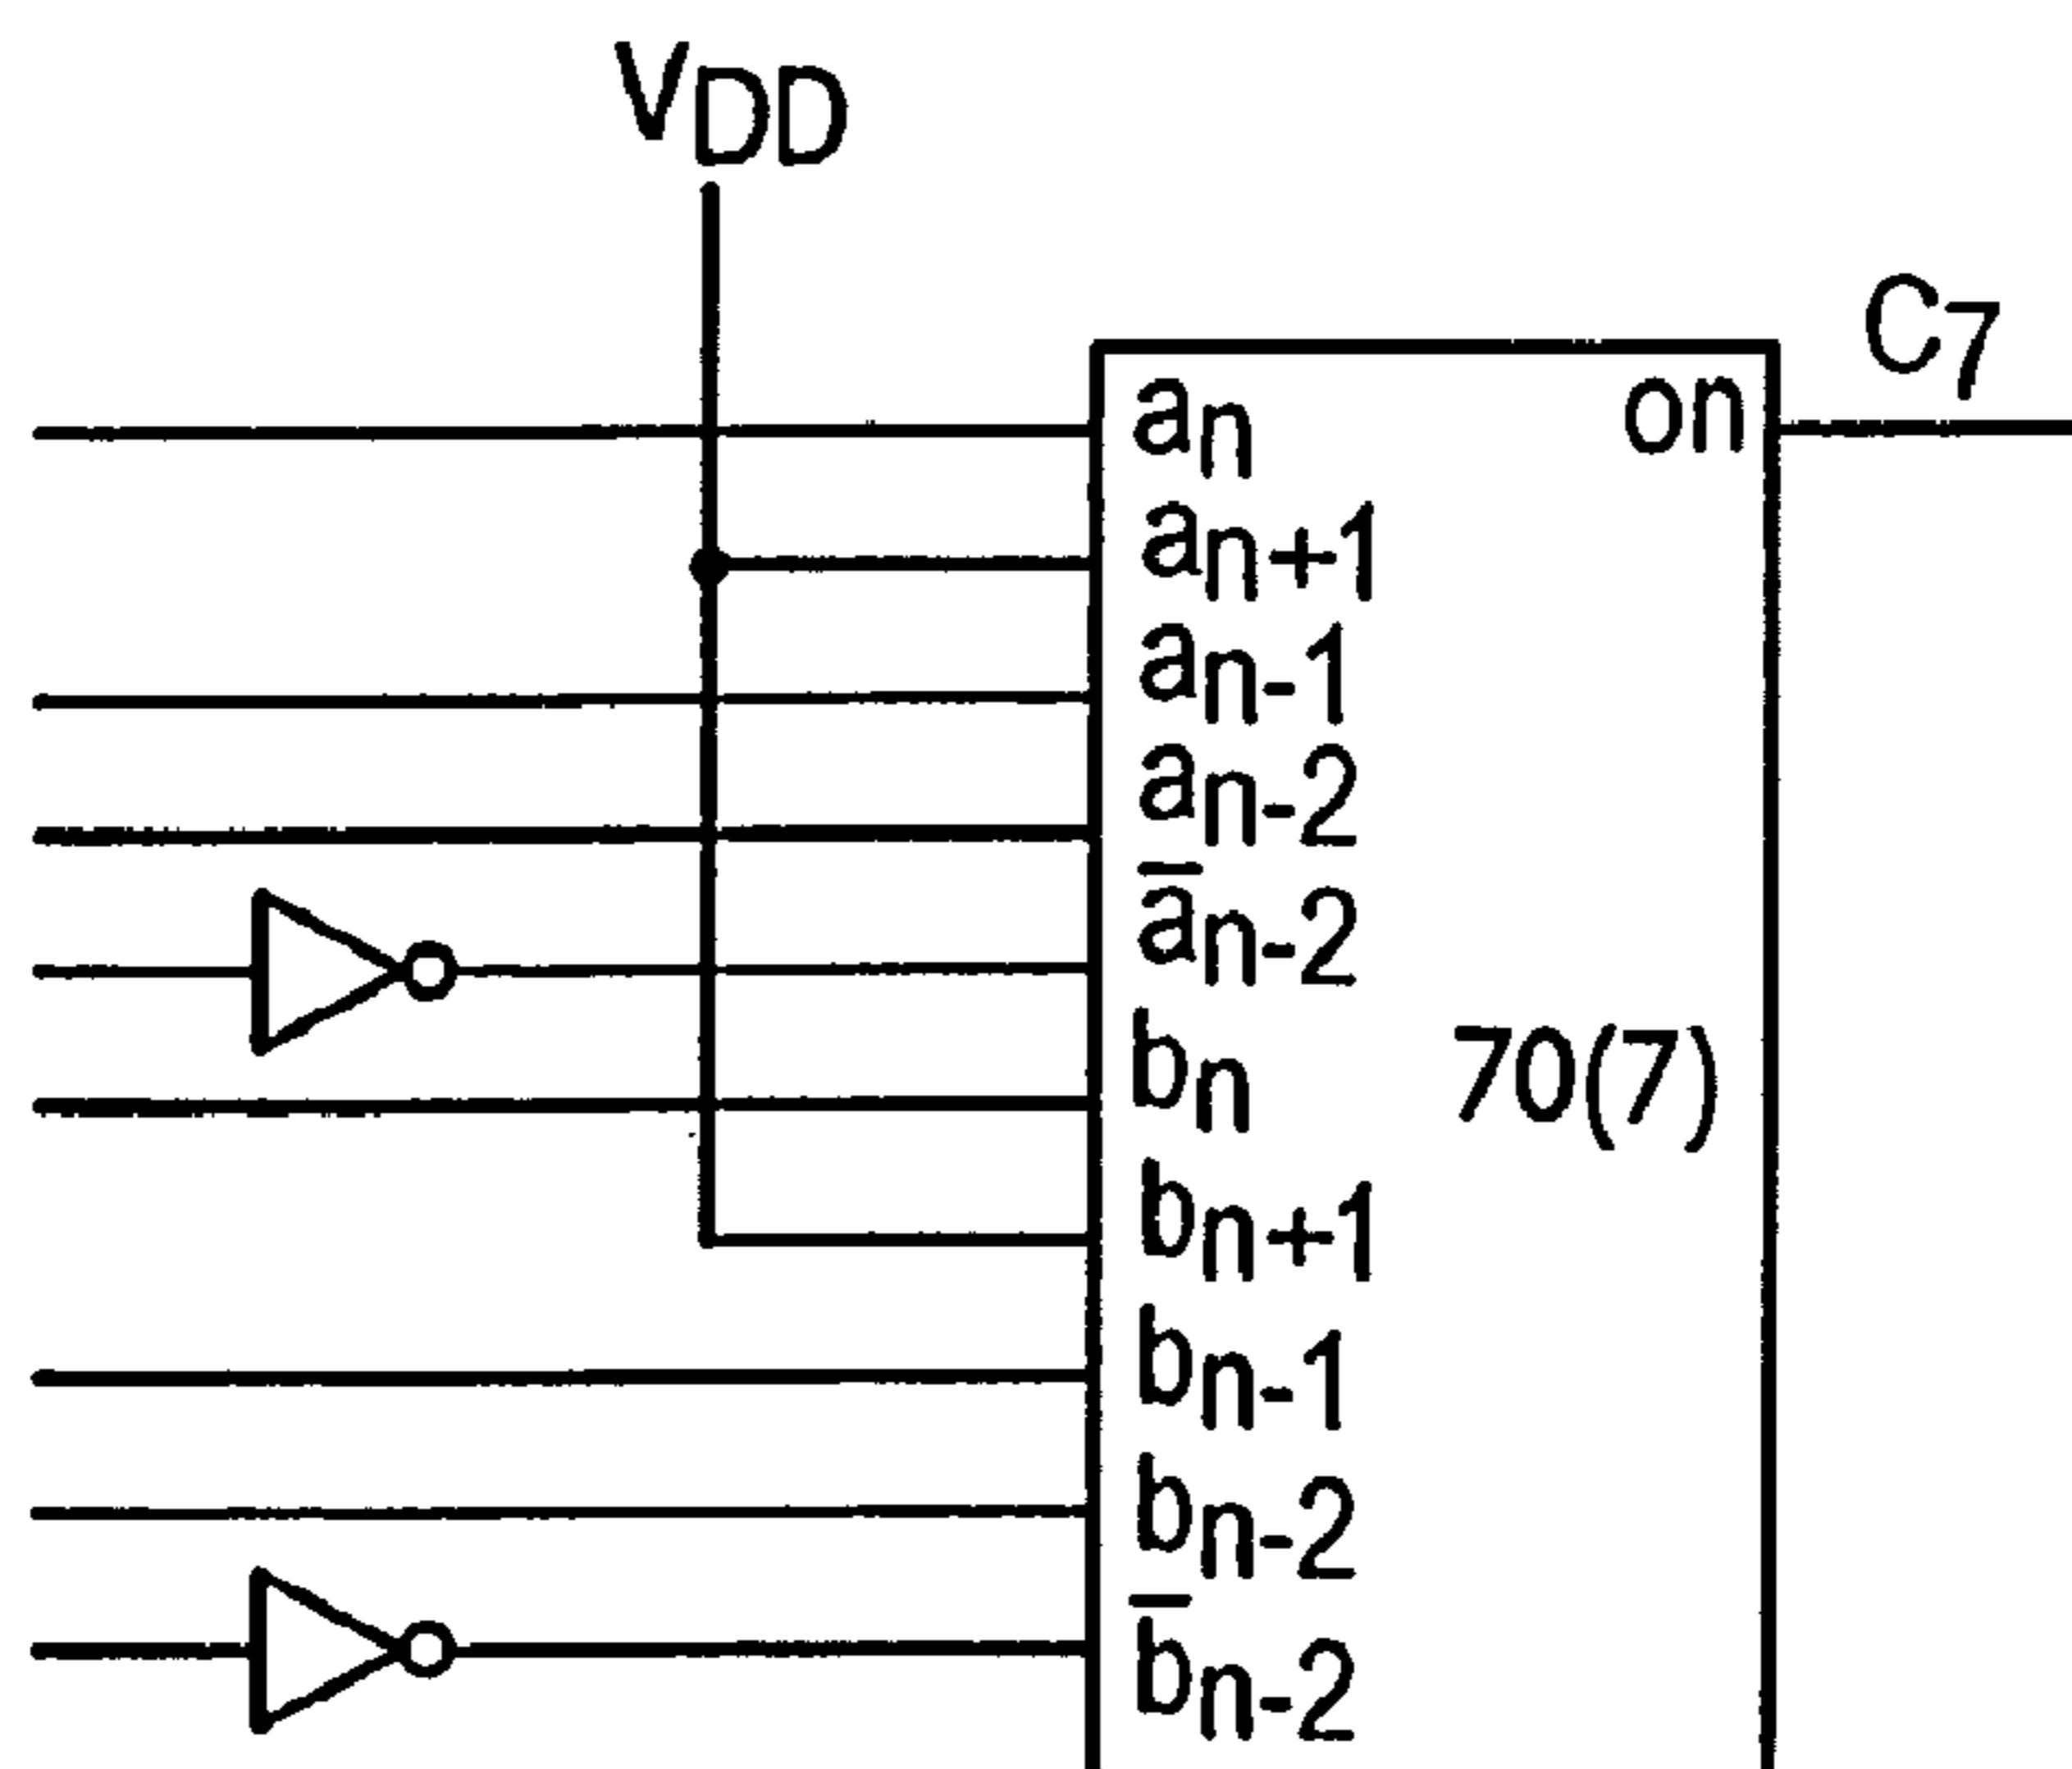 VDD
C7
an on
an+1
an-1
an-2
a̅n-2
bn
70(7)
bn+1
bn-1
bn-2
b̅n-2